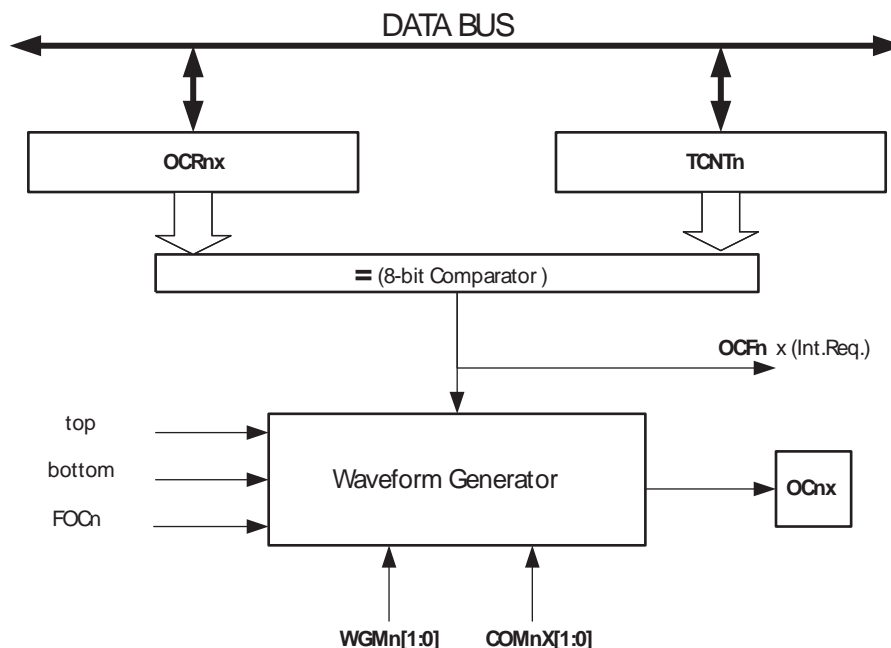 DATA BUS
OCRnx
TCNTn
= (8-bit Comparator )
OCFn x (Int.Req.)
top
bottom
FOCn
Waveform Generator
OCnx
WGMn[1:0]
COMnX[1:0]